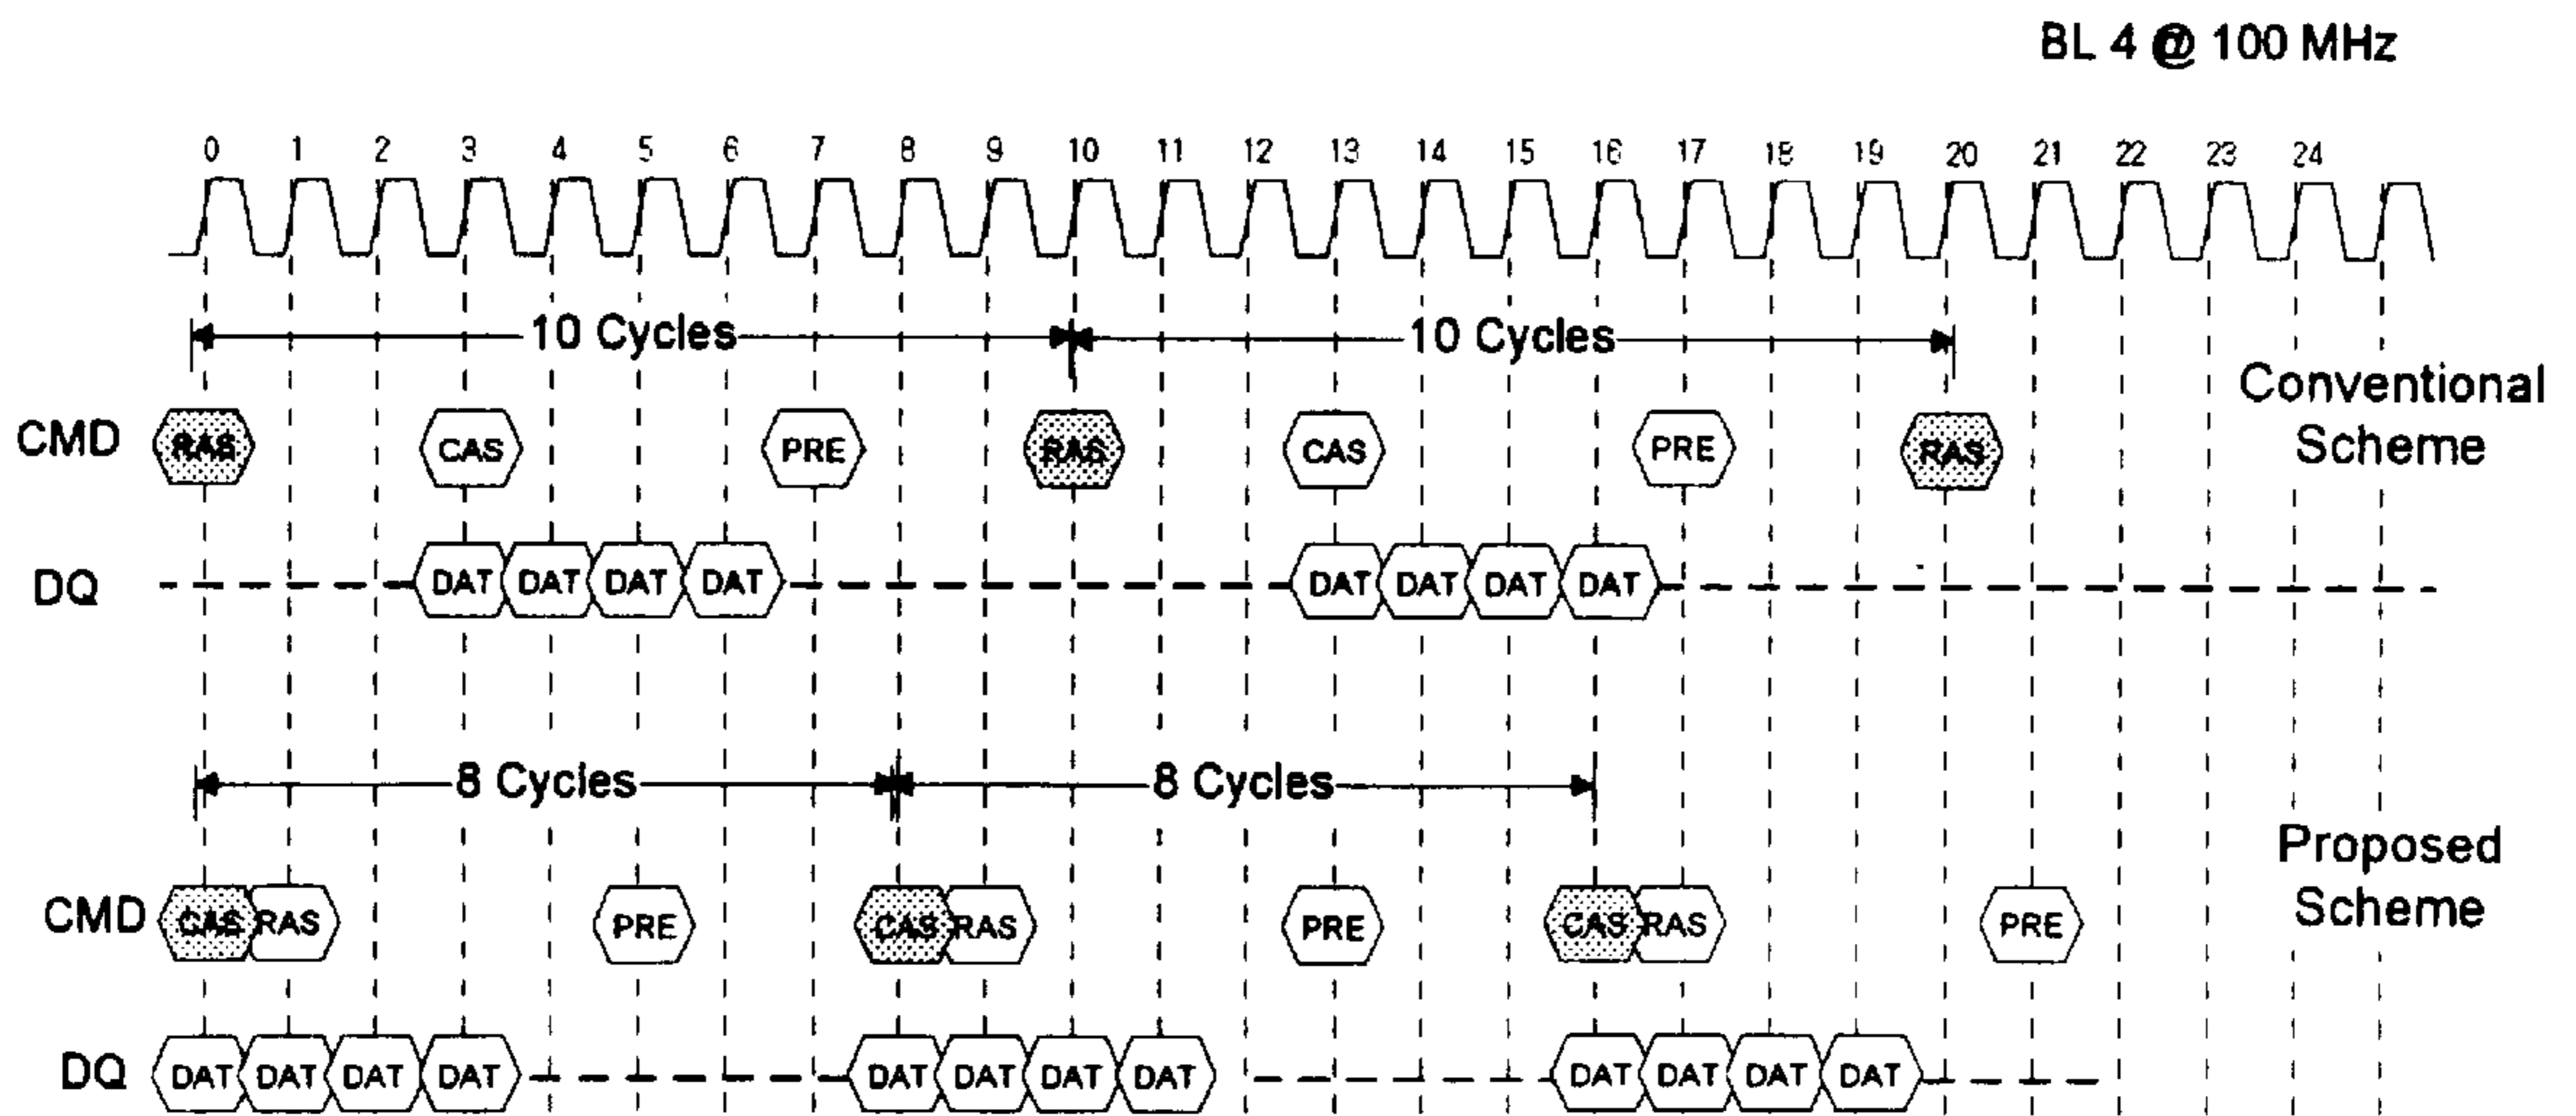 BL 4 @ 100 MHz
0 1 2 3 4 5 6 7 8 9 10 11 12 13 14 15 16 17 18 19 20 21 22 23 24
10 Cycles 10 Cycles
Conventional
Scheme
CMD RAS CAS PRE RAS CAS PRE RAS
DQ DAT DAT DAT DAT DAT DAT DAT DAT
8 Cycles 8 Cycles
Proposed
Scheme
CMD CAS RAS PRE CAS RAS PRE CAS RAS PRE
DQ DAT DAT DAT DAT DAT DAT DAT DAT DAT DAT DAT DAT